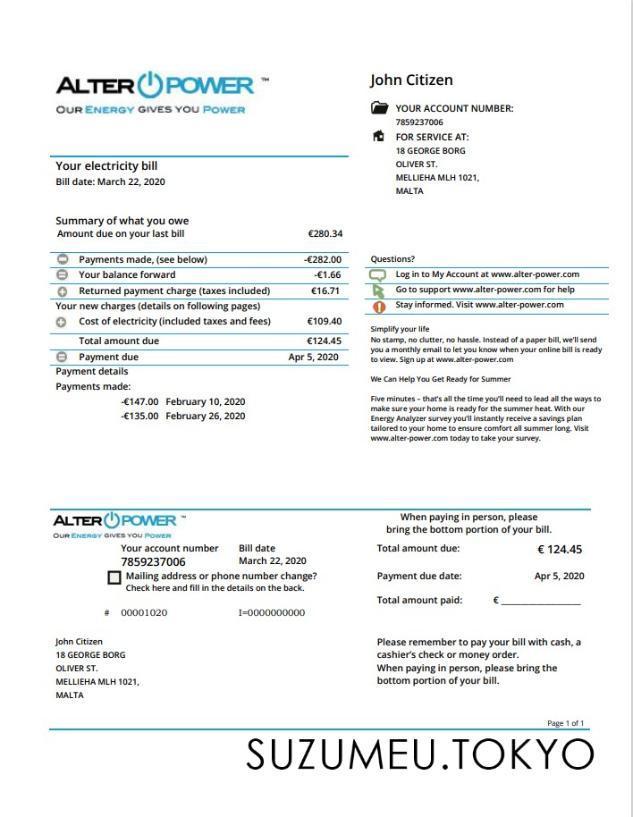 ALTER POWER ™
OUR ENERGY GIVES YOU POWER
John Citizen
YOUR ACCOUNT NUMBER:
7859237006
FOR SERVICE AT:
18 GEORGE BORG
OLIVER ST.
MELLIEHA MLH 1021,
MALTA
Your electricity bill
Bill date: March 22, 2020
Summary of what you owe
Amount due on your last bill €280.34
Payments made, (see below) -€282.00
Your balance forward -€1.66
Returned payment charge (taxes included) €16.71
Your new charges (details on following pages)
Cost of electricity (included taxes and fees) €109.40
Total amount due €124.45
Payment due Apr 5, 2020
Payment details
Payments made:
-€147.00 February 10, 2020
-€135.00 February 26, 2020
Questions?
Log in to My Account at www.alter-power.com
Go to support www.alter-power.com for help
Stay informed. Visit www.alter-power.com
Simplify your life
No stamp, no clutter, no hassle. Instead of a paper bill, we'll send
you a monthly email to let you know when your online bill is ready
to view. Sign up at www.alter-power.com
We Can Help You Get Ready for Summer
Five minutes – that's all the time you'll need to lead all the ways to
make sure your home is ready for the summer heat. With our
Energy Analyzer survey you'll instantly receive a savings plan
tailored to your home to ensure comfort all summer long. Visit
www.alter-power.com today to take your survey.
ALTER POWER ™
OUR ENERGY GIVES YOU POWER
Your account number Bill date
7859237006 March 22, 2020
Mailing address or phone number change?
Check here and fill in the details on the back.
# 00001020 I=0000000000
When paying in person, please
bring the bottom portion of your bill.
Total amount due: € 124.45
Payment due date: Apr 5, 2020
Total amount paid: € _______________
John Citizen
18 GEORGE BORG
OLIVER ST.
MELLIEHA MLH 1021,
MALTA
Please remember to pay your bill with cash, a
cashier's check or money order.
When paying in person, please bring the
bottom portion of your bill.
Page 1 of 1
SUZUMEU.TOKYO